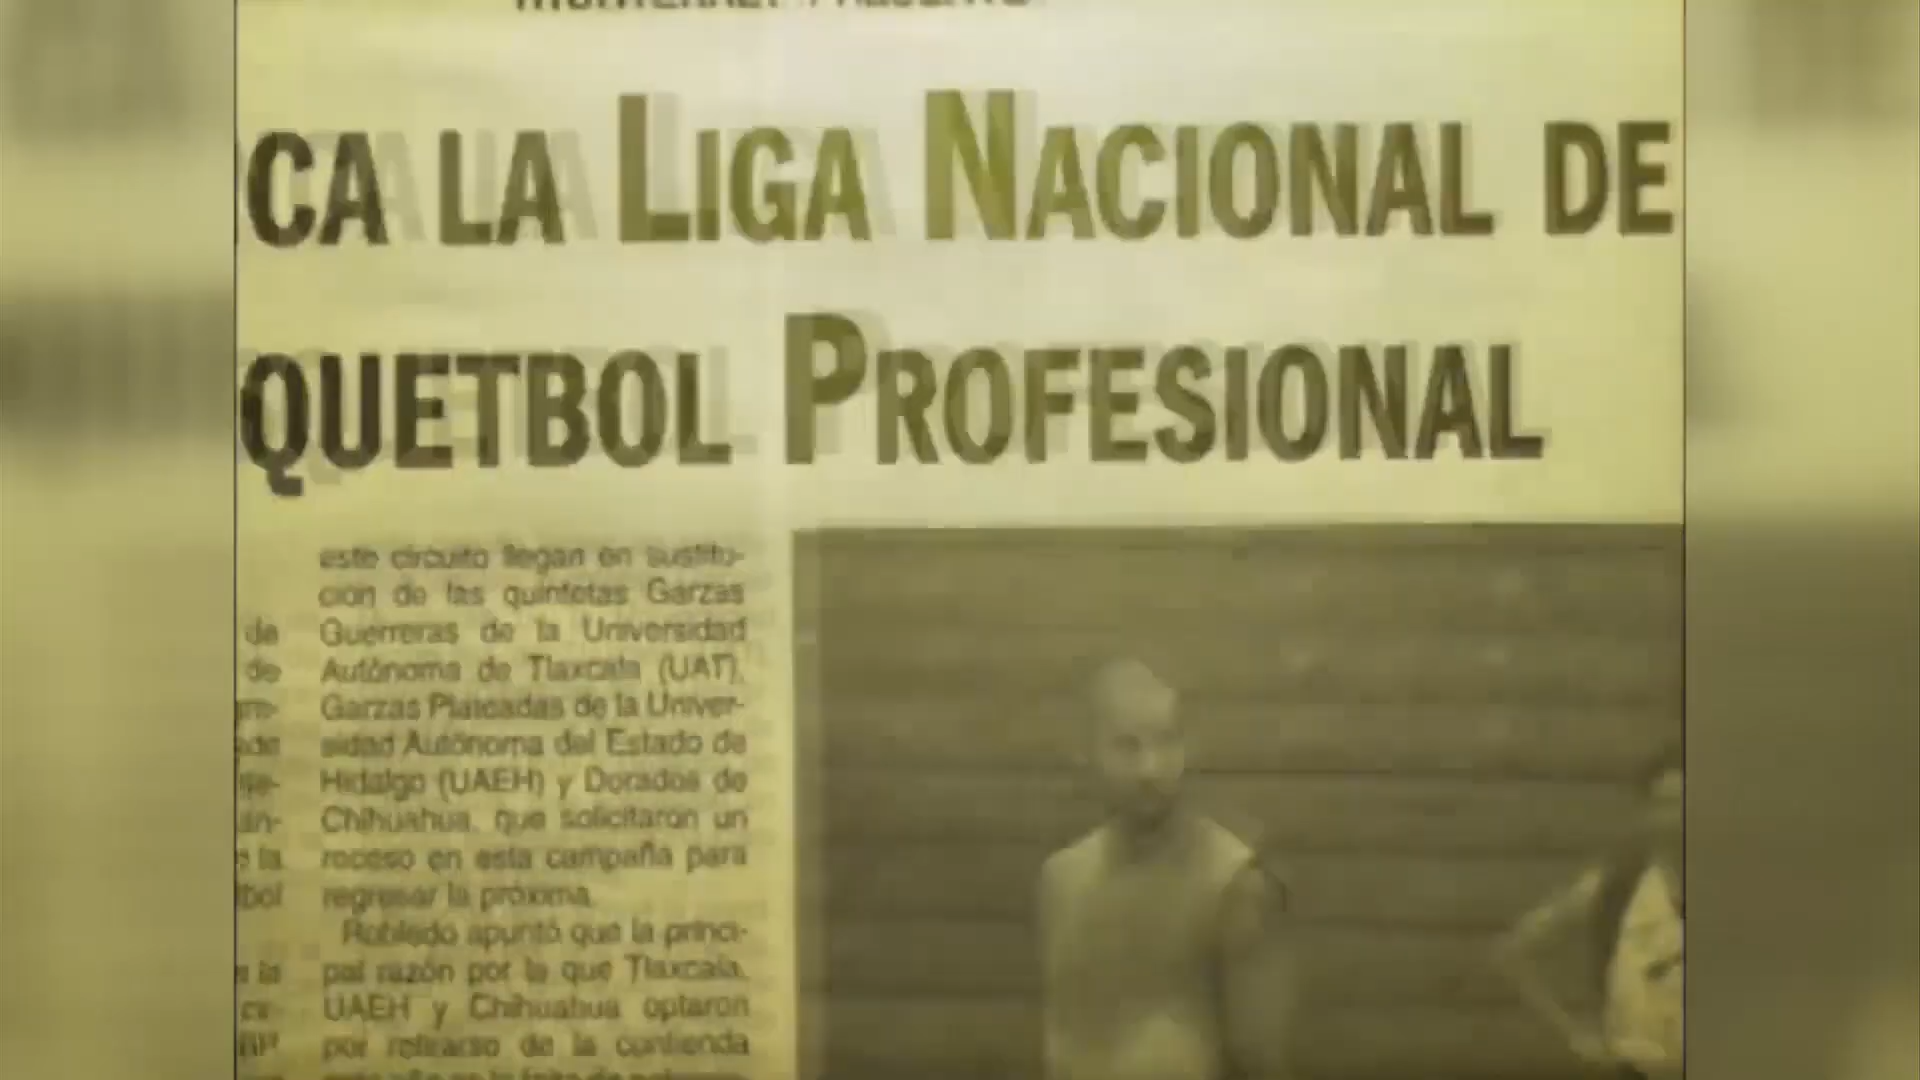 CA LA LIGA NACIONAL DE
QUETBOL PROFESIONAL
de
de
la
este circuito llegan en sustitu-
ción de las quintetas Garzas
Guerreras de la Universidad
Autónoma de Tlaxcala (UAT),
Garzas Plateadas de la Univer-
sidad Autónoma del Estado de
Hidalgo (UAEH) y Dorados de
Chihuahua, que solicitaron un
receso en esta campaña para
regresar la próxima.
Robledo apuntó que la princi-
pal razón por la que Tlaxcala,
UAEH y Chihuahua optaron
por retirarse de la contienda